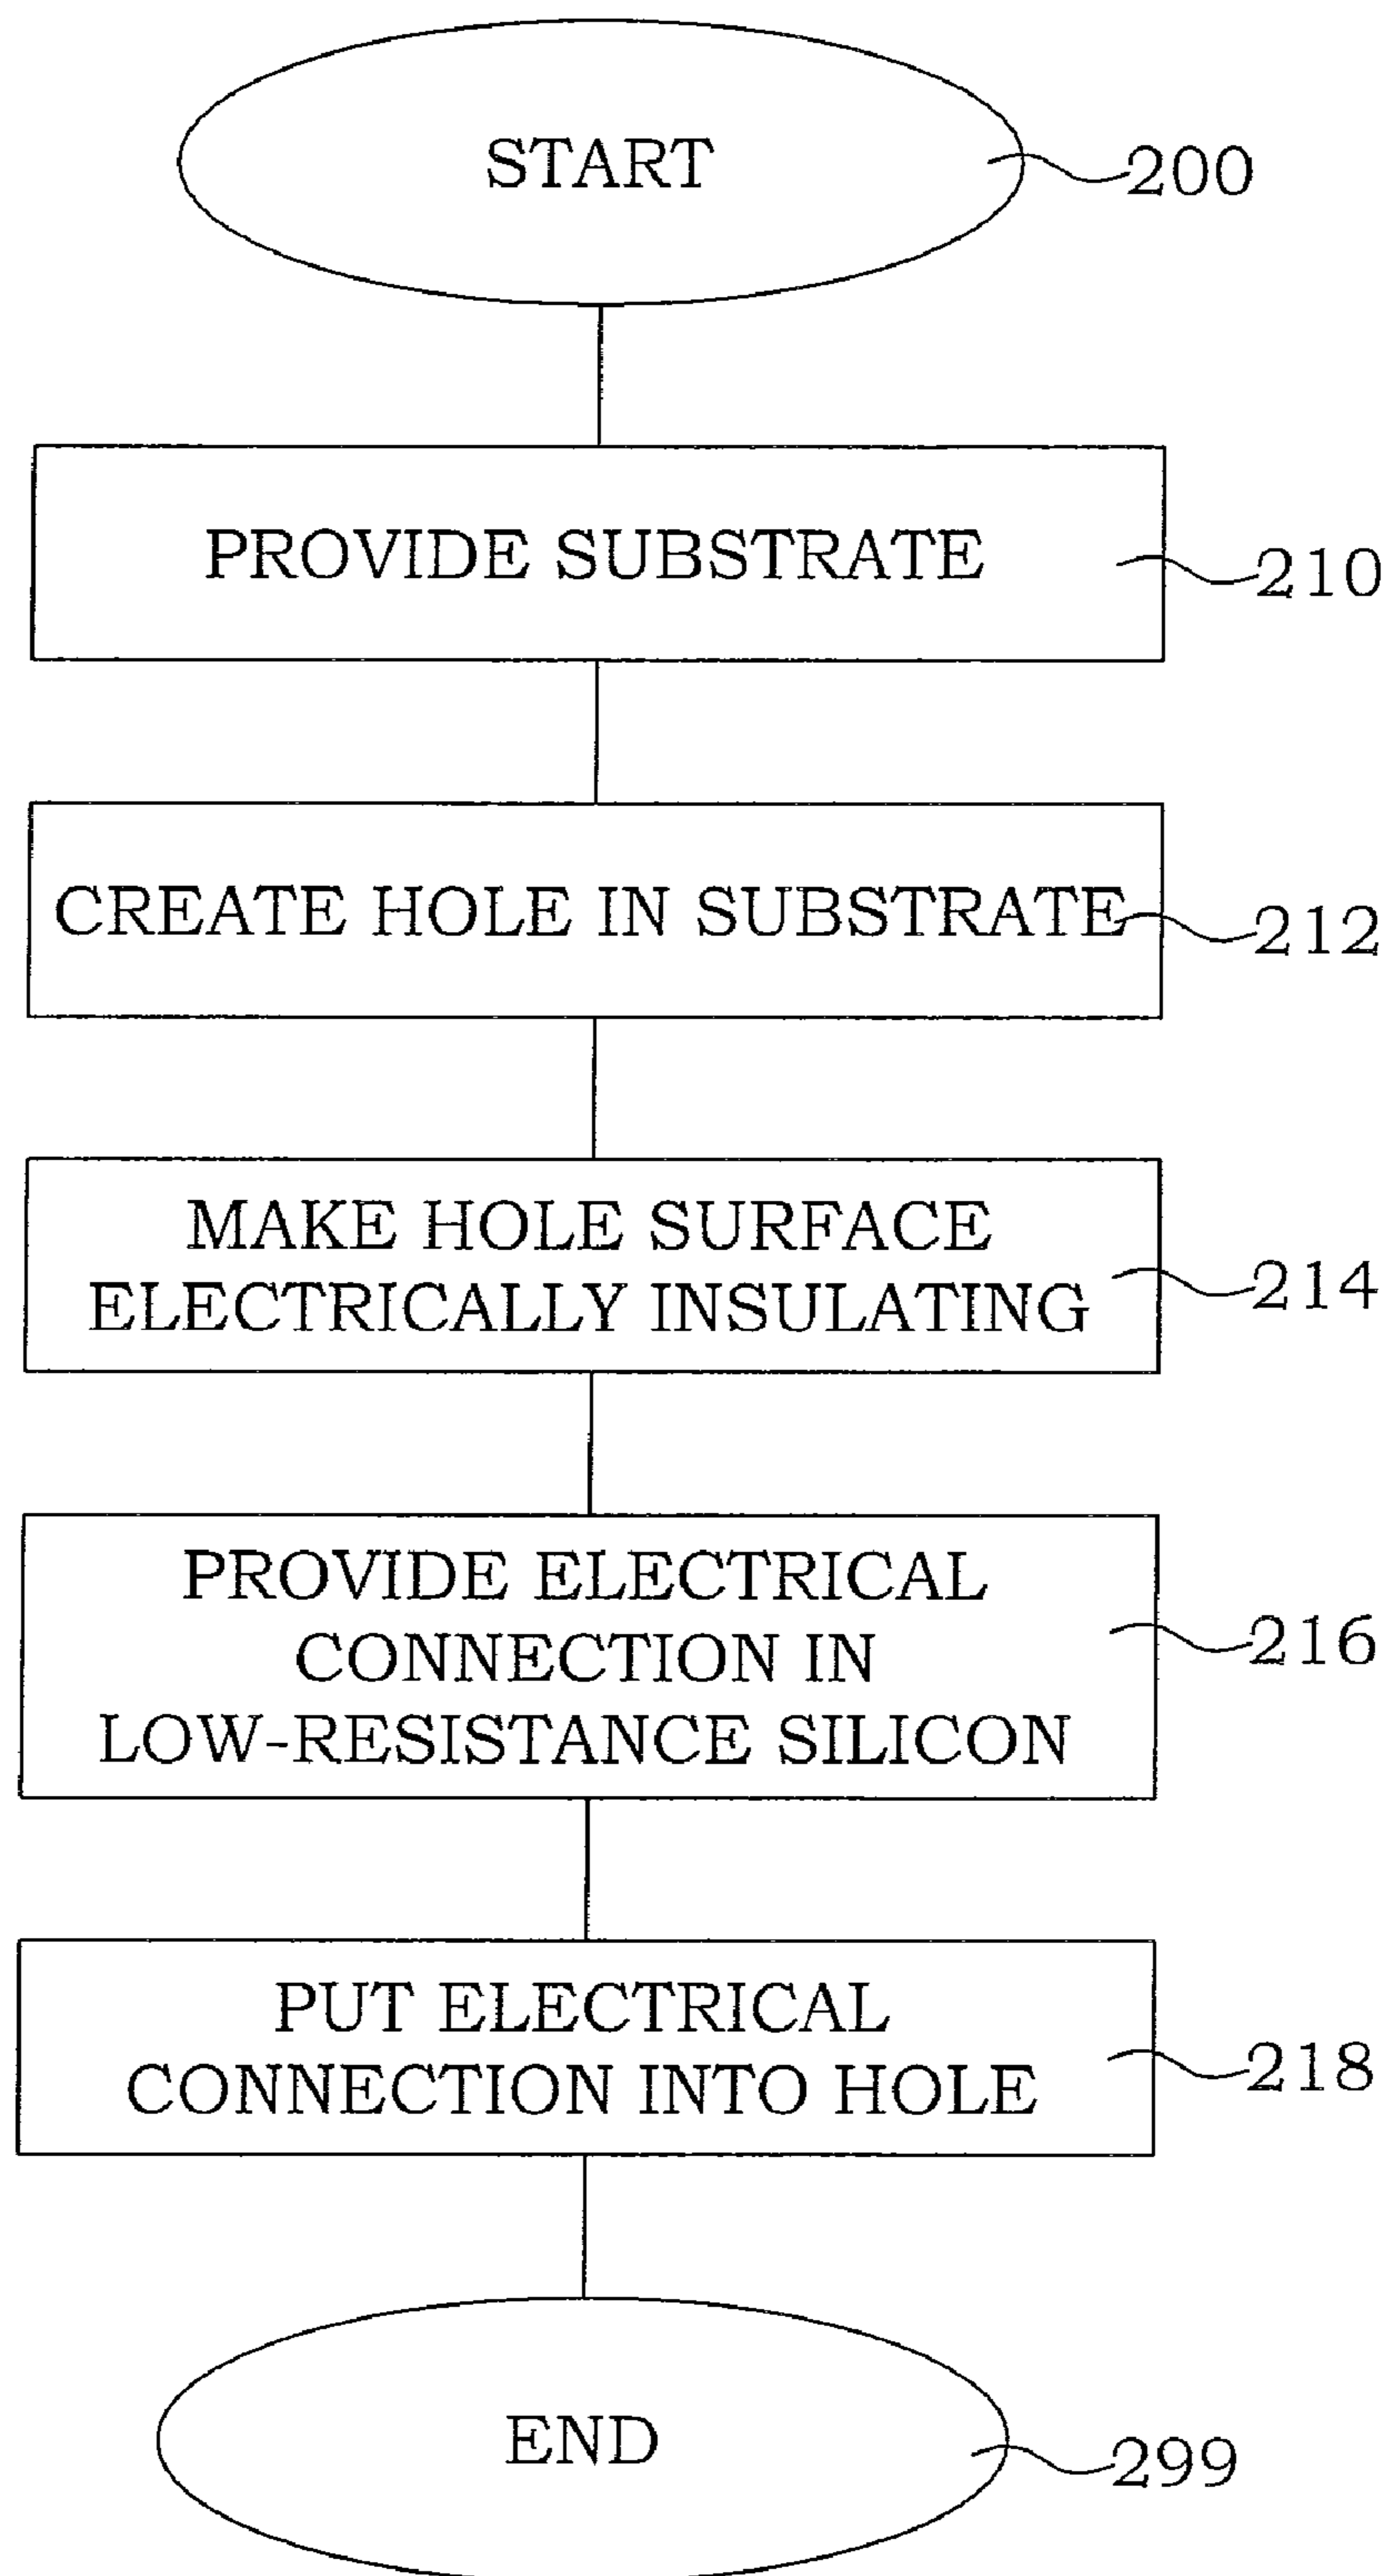 START
200
PROVIDE SUBSTRATE
210
CREATE HOLE IN SUBSTRATE
212
MAKE HOLE SURFACE
ELECTRICALLY INSULATING
214
PROVIDE ELECTRICAL
CONNECTION IN
LOW-RESISTANCE SILICON
216
PUT ELECTRICAL
CONNECTION INTO HOLE
218
END
299